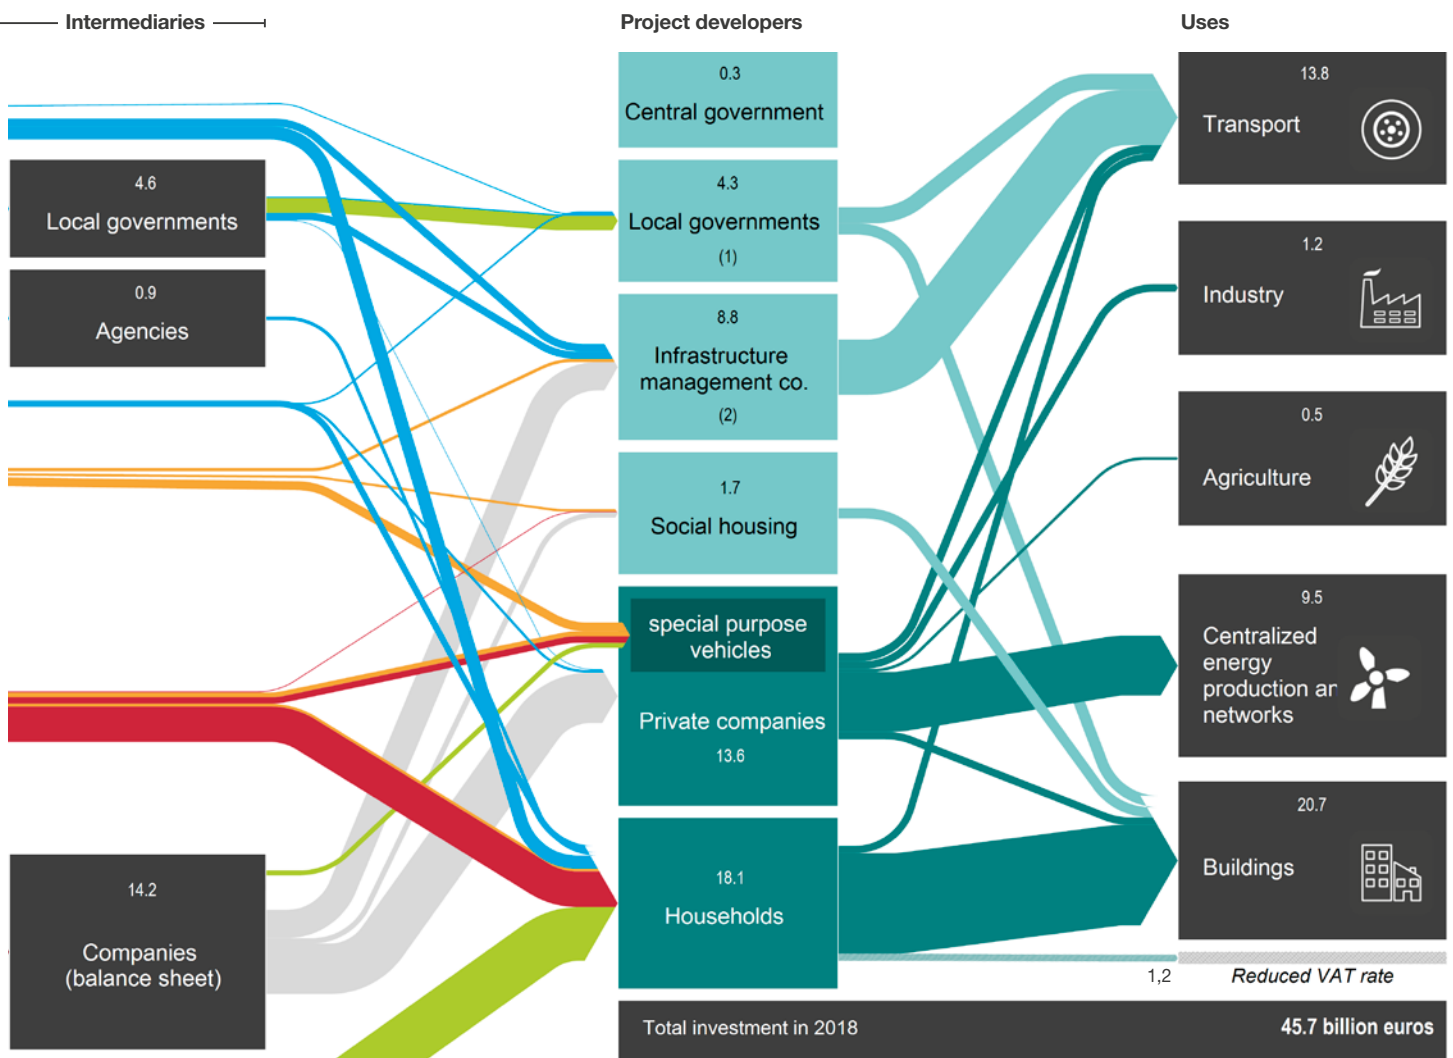 Intermediaries
Project developers
Uses
4.6
Local governments
0.9
Agencies
14.2
Companies
(balance sheet)
0.3
Central government
4.3
Local governments
(1)
8.8
Infrastructure
management co.
(2)
1.7
Social housing
special purpose
vehicles
Private companies
13.6
18.1
Households
13.8
Transport
1.2
Industry
0.5
Agriculture
9.5
Centralized
energy
production an
networks
20.7
Buildings
1,2
Reduced VAT rate
Total investment in 2018
45.7 billion euros